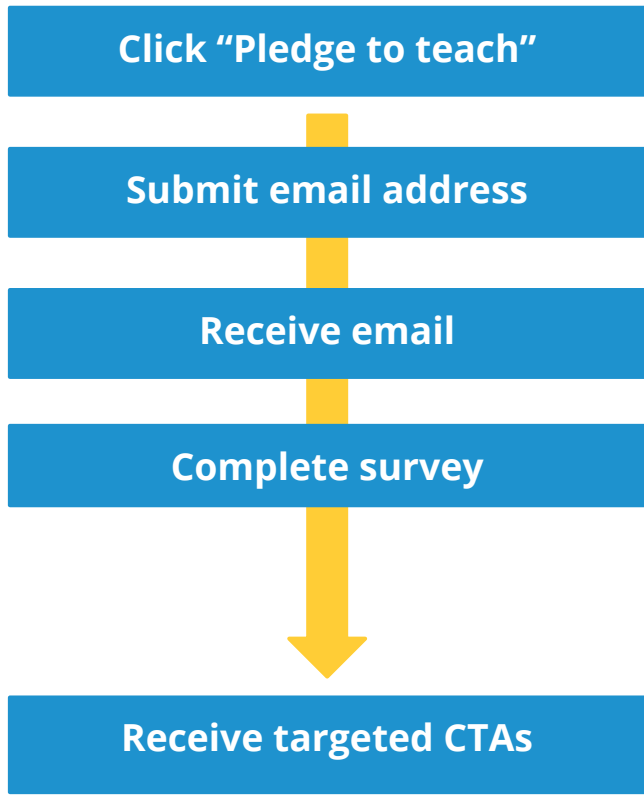 Click “Pledge to teach”
Submit email address
Receive email
Complete survey
Receive targeted CTAs